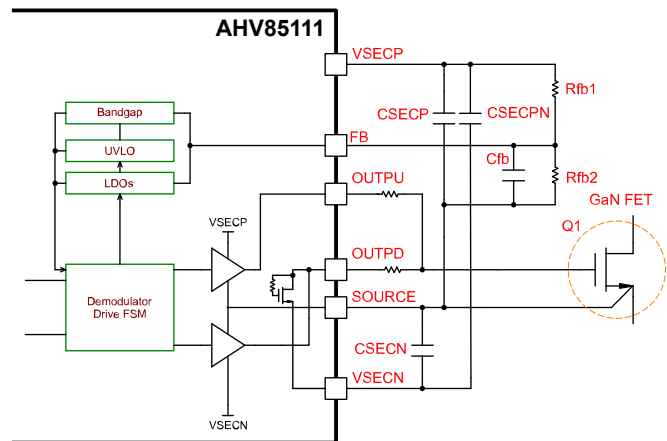 AHV85111
VSECP
Bandgap
Rfb1
CSECP
CSECPN
FB
UVLO
LDOs
Cfb
Rfb2
OUTPU
GaN FET
VSECP
Q1
OUTPD
Demodulator
Drive FSM
SOURCE
CSECN
VSECN
VSECN